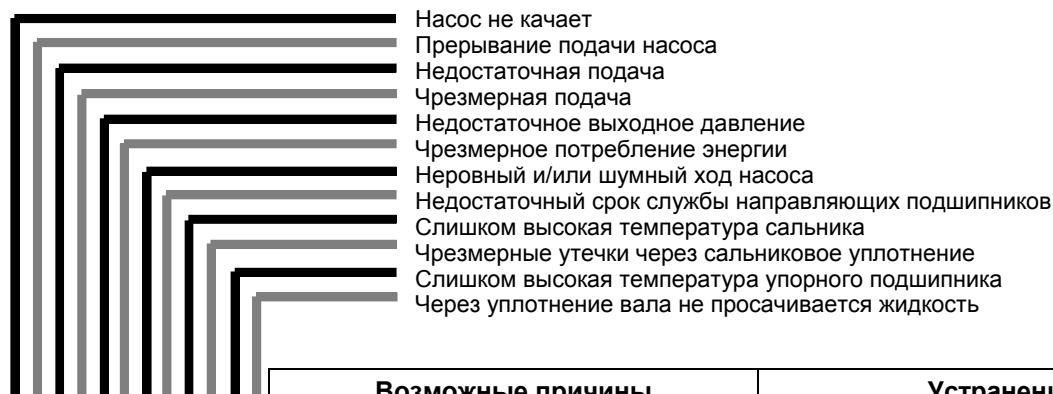 Насос не качает
Прерывание подачи насоса
Недостаточная подача
Чрезмерная подача
Недостаточное выходное давление
Чрезмерное потребление энергии
Неровный и/или шумный ход насоса
Недостаточный срок службы направляющих подшипников
Слишком высокая температура сальника
Чрезмерные утечки через сальниковое уплотнение
Слишком высокая температура упорного подшипника
Через уплотнение вала не просачивается жидкость
Возможные причины